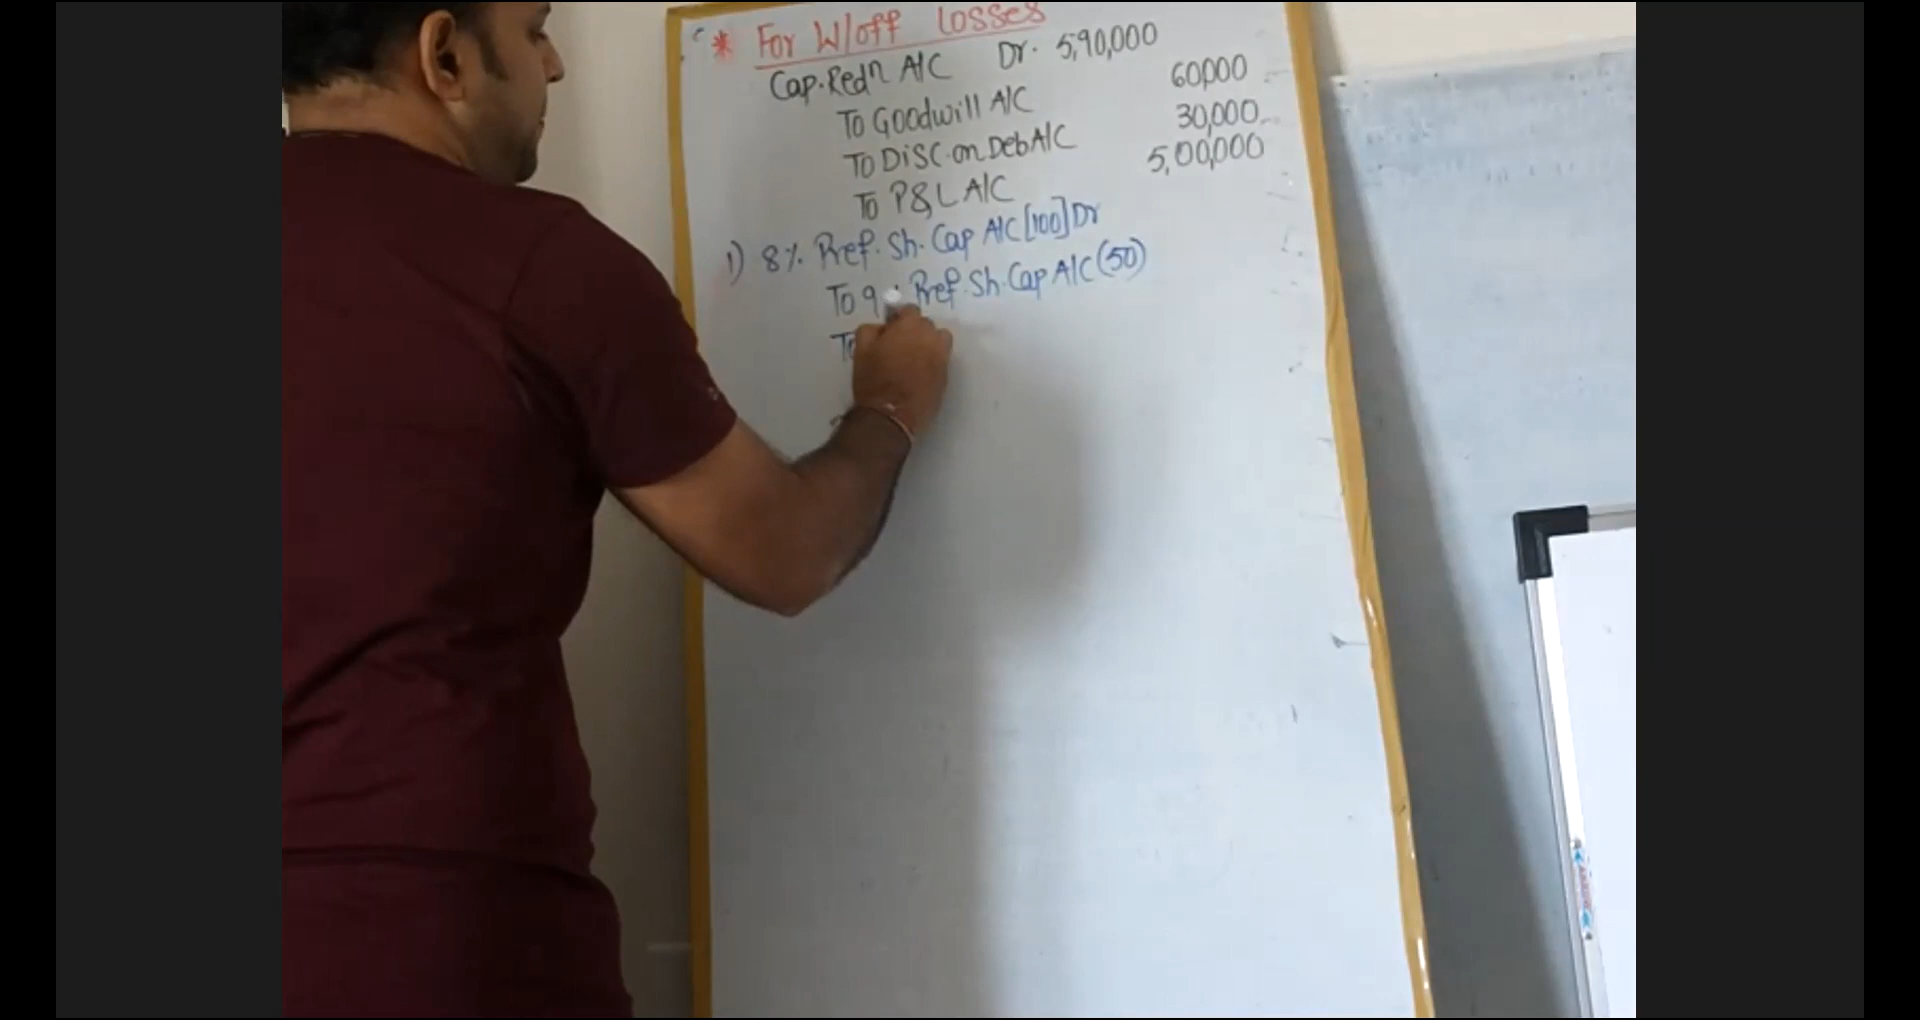 * For W/off losses
Cap. Redn A/C Dr. 5,90,000
To Goodwill A/C 60,000
To Disc. on Deb A/C 30,000
To P&L A/C 5,00,000
1) 8% Pref. Sh. Cap A/C [100] Dr
To 9 Pref. Sh. Cap A/C (50)
To